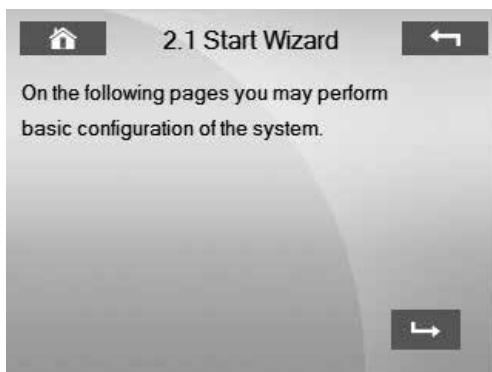 2.1 Start Wizard
On the following pages you may perform
basic configuration of the system.